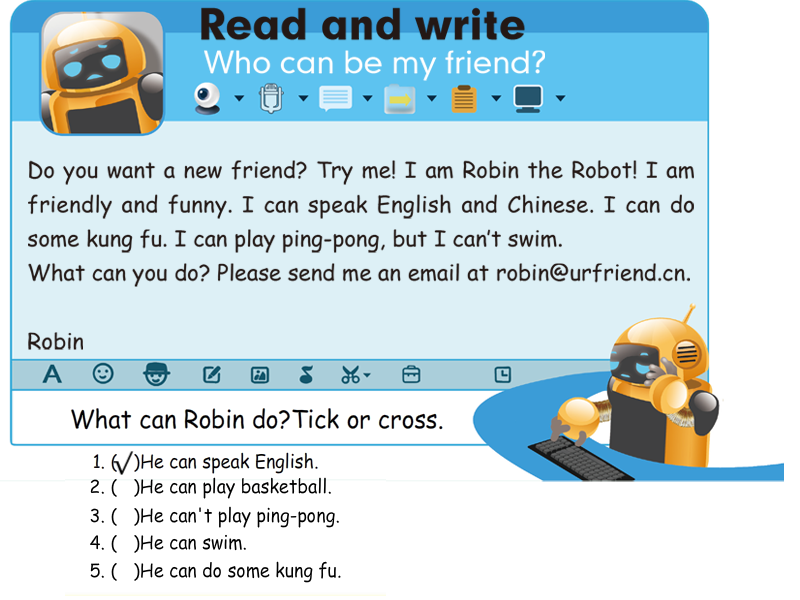 Read and write
Who can be my friend?
Do you want a new friend? Try me! I am Robin the Robot! I am
friendly and funny. I can speak English and Chinese. I can do
some kung fu. I can play ping-pong, but I can't swim.
What can you do? Please send me an email at robin@urfriend.cn.
Robin
A
What can Robin do?Tick or cross.
1. (✓)He can speak English.
2. (  )He can play basketball.
3. (  )He can't play ping-pong.
4. (  )He can swim.
5. (  )He can do some kung fu.